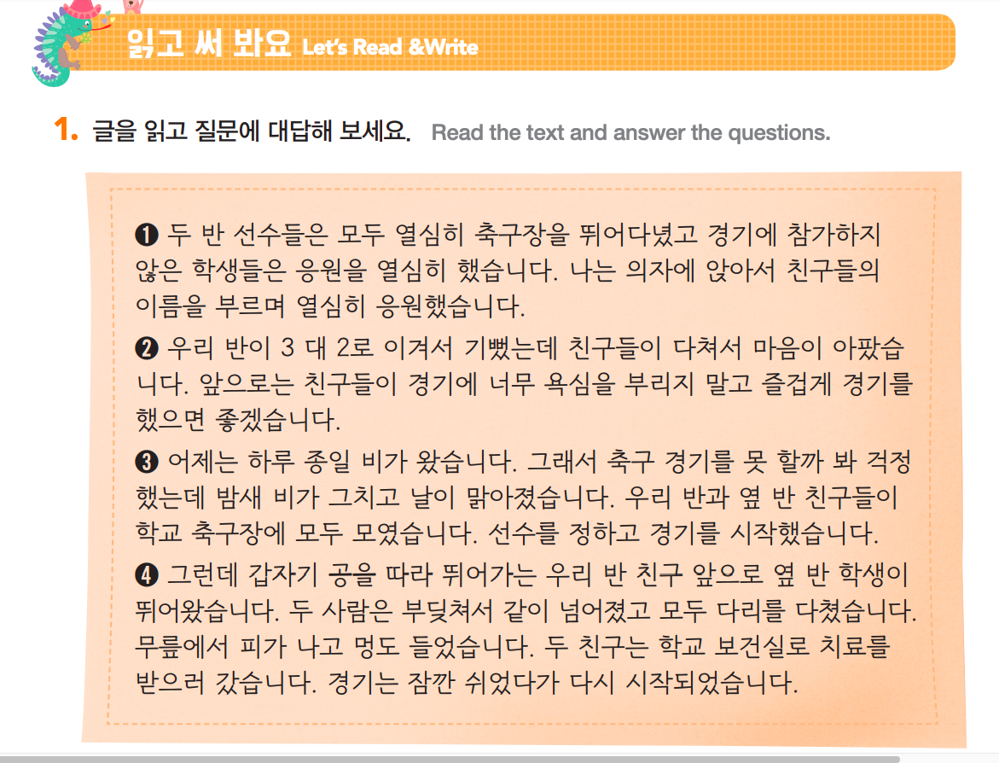 읽고 써 봐요 Let's Read &Write
1. 글을 읽고 질문에 대답해 보세요. Read the text and answer the questions.
❶ 두 반 선수들은 모두 열심히 축구장을 뛰어다녔고 경기에 참가하지
않은 학생들은 응원을 열심히 했습니다. 나는 의자에 앉아서 친구들의
이름을 부르며 열심히 응원했습니다.
❷ 우리 반이 3 대 2로 이겨서 기뻤는데 친구들이 다쳐서 마음이 아팠습
니다. 앞으로는 친구들이 경기에 너무 욕심을 부리지 말고 즐겁게 경기를
했으면 좋겠습니다.
❸ 어제는 하루 종일 비가 왔습니다. 그래서 축구 경기를 못 할까 봐 걱정
했는데 밤새 비가 그치고 날이 맑아졌습니다. 우리 반과 옆 반 친구들이
학교 축구장에 모두 모였습니다. 선수를 정하고 경기를 시작했습니다.
❹ 그런데 갑자기 공을 따라 뛰어가는 우리 반 친구 앞으로 옆 반 학생이
뛰어왔습니다. 두 사람은 부딪쳐서 같이 넘어졌고 모두 다리를 다쳤습니다.
무릎에서 피가 나고 멍도 들었습니다. 두 친구는 학교 보건실로 치료를
받으러 갔습니다. 경기는 잠깐 쉬었다가 다시 시작되었습니다.